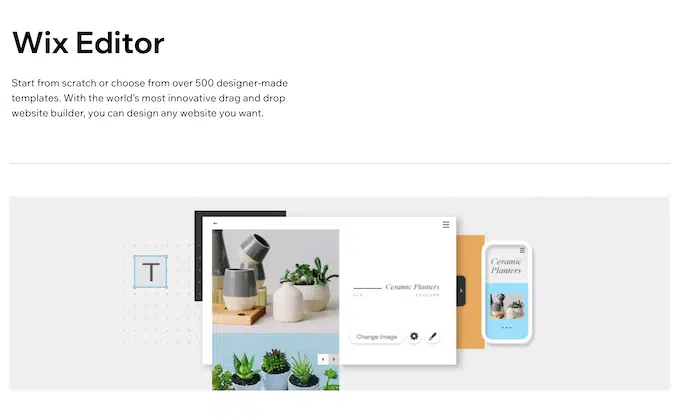 Wix Editor
Start from scratch or choose from over 500 designer-made
templates. With the world's most innovative drag and drop
website builder, you can design any website you want.
T
Ceramic Planters
Change Image
Ceramic
Planters